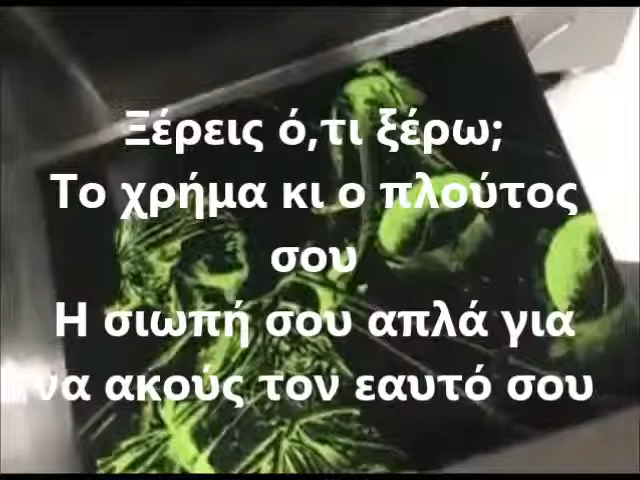 Ξέρεις ό,τι ξέρω;
Το χρήμα κι ο πλούτος
σου
Η σιωπή σου απλά για
να ακούς τον εαυτό σου